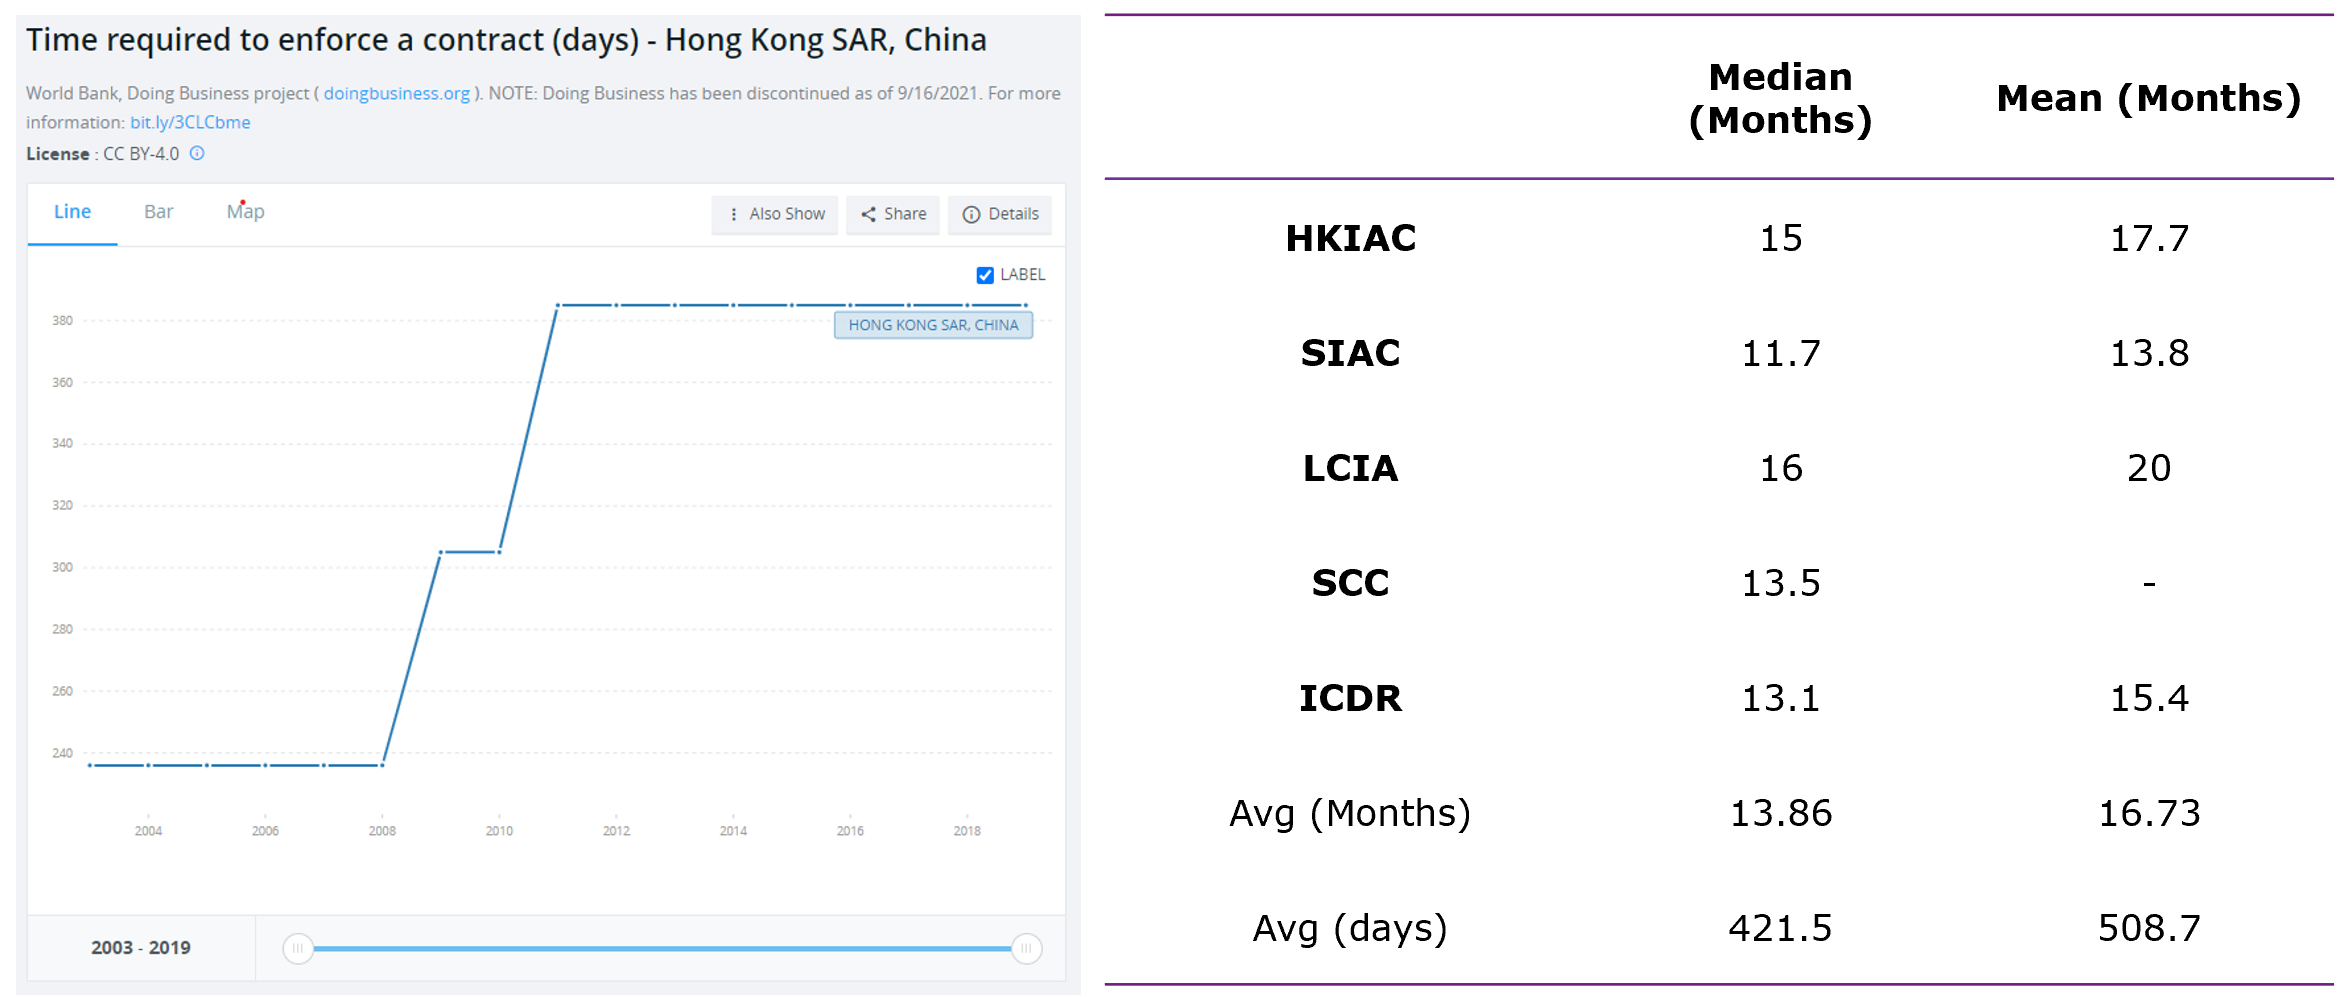 Time required to enforce a contract (days) - Hong Kong SAR, China
World Bank, Doing Business project ( doingbusiness.org ). NOTE: Doing Business has been discontinued as of 9/16/2021. For more
information: bit.ly/3CLCbme
License : CC BY-4.0
Line Bar Map Also Show Share Details
LABEL
380
HONG KONG SAR, CHINA
360
340
320
300
280
260
240
2004 2006 2008 2010 2012 2014 2016 2018
2003 - 2019
Median
(Months)
Mean (Months)
HKIAC 15 17.7
SIAC 11.7 13.8
LCIA 16 20
SCC 13.5 -
ICDR 13.1 15.4
Avg (Months) 13.86 16.73
Avg (days) 421.5 508.7